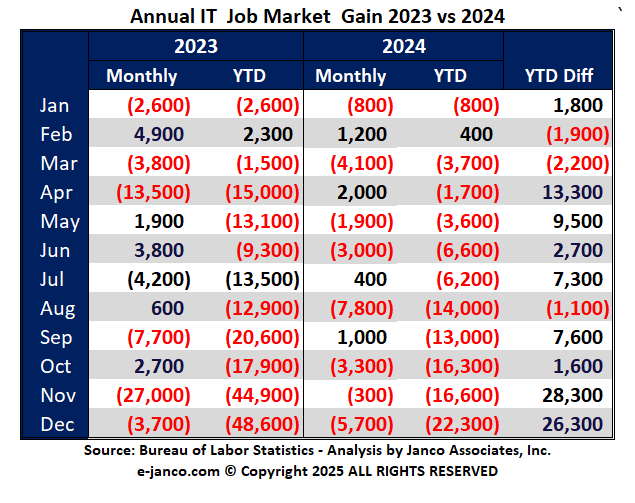 Annual IT Job Market Gain 2023 vs 2024 `
2023 2024
Monthly YTD Monthly YTD YTD Diff
Jan (2,600) (2,600) (800) (800) 1,800
Feb 4,900 2,300 1,200 400 (1,900)
Mar (3,800) (1,500) (4,100) (3,700) (2,200)
Apr (13,500) (15,000) 2,000 (1,700) 13,300
May 1,900 (13,100) (1,900) (3,600) 9,500
Jun 3,800 (9,300) (3,000) (6,600) 2,700
Jul (4,200) (13,500) 400 (6,200) 7,300
Aug 600 (12,900) (7,800) (14,000) (1,100)
Sep (7,700) (20,600) 1,000 (13,000) 7,600
Oct 2,700 (17,900) (3,300) (16,300) 1,600
Nov (27,000) (44,900) (300) (16,600) 28,300
Dec (3,700) (48,600) (5,700) (22,300) 26,300
Source: Bureau of Labor Statistics - Analysis by Janco Associates, Inc.
e-janco.com © Copyright 2025 ALL RIGHTS RESERVED